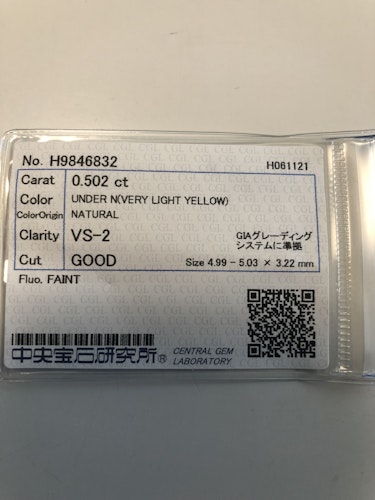 No. H9846832
H061121
Carat 0.502 ct
Color UNDER N(VERY LIGHT YELLOW)
ColorOrigin NATURAL
Clarity VS-2
GIAグレーディング
システムに準拠
Cut GOOD
Size 4.99 - 5.03 × 3.22 mm
Fluo. FAINT
中央宝石研究所®
CENTRAL GEM
LABORATORY